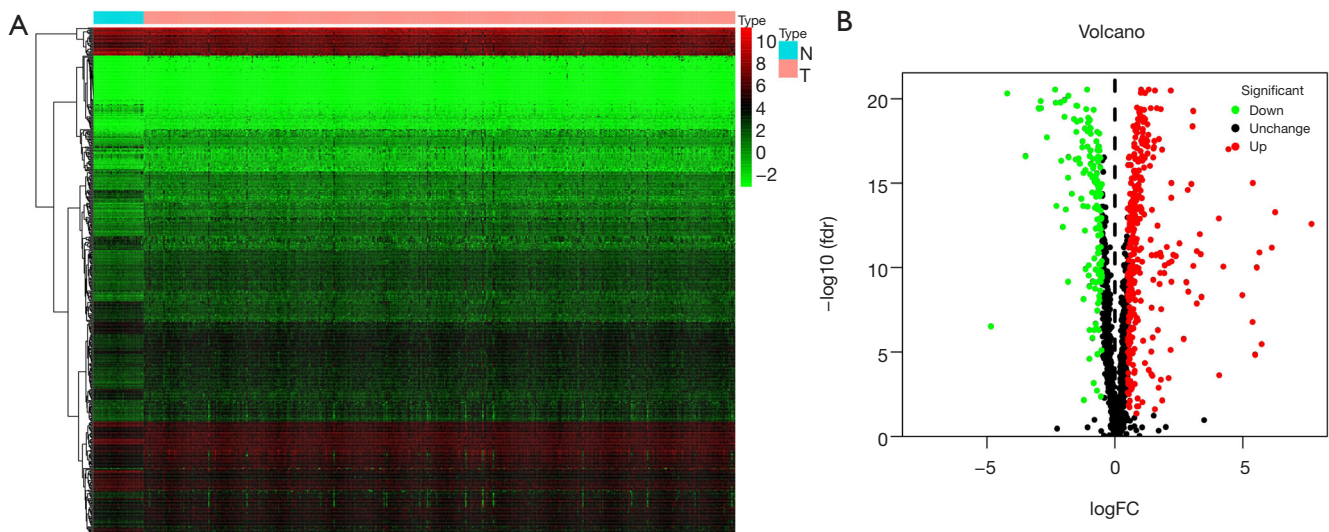 A
Type
10
8
6
4
2
0
−2
Type
N
T
B
Volcano
Significant
Down
Unchange
Up
20
15
10
5
0
−log10 (fdr)
−5
0
5
logFC